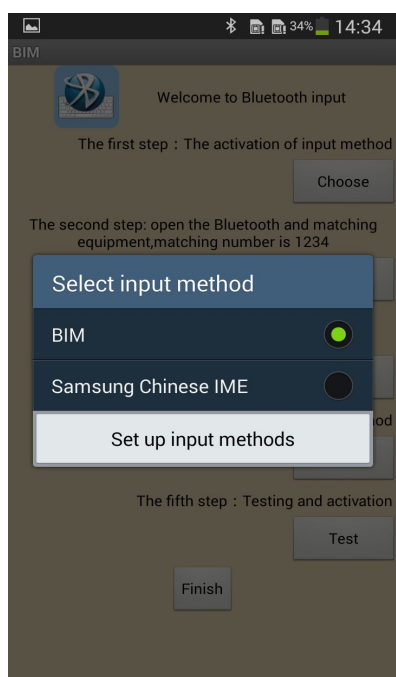 34% 14:34
BIM
Welcome to Bluetooth input
The first step：The activation of input method
Choose
The second step: open the Bluetooth and matching
equipment,matching number is 1234
Select input method
BIM
Samsung Chinese IME
Set up input methods
The fifth step：Testing and activation
Test
Finish